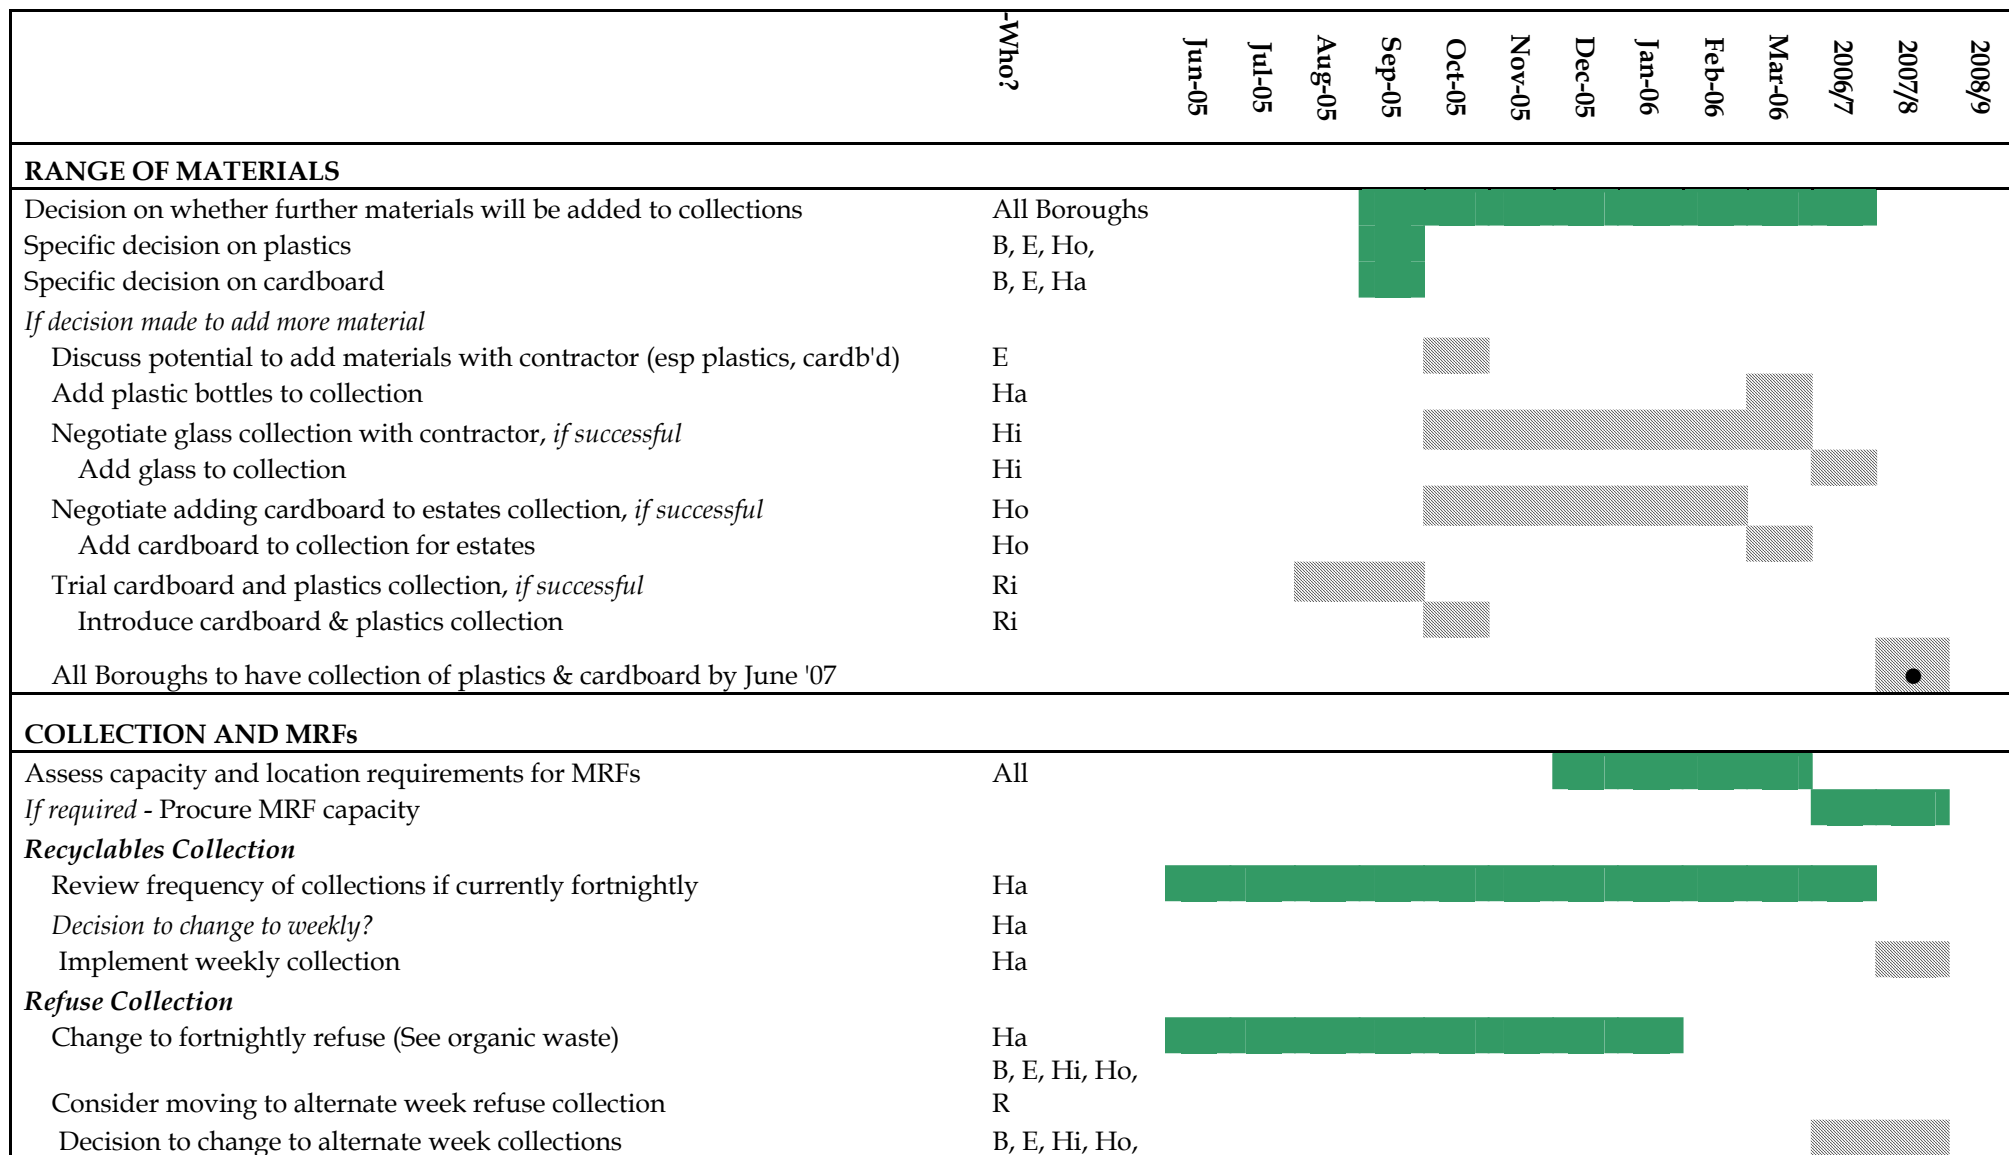 -Who? Jun-05 Jul-05 Aug-05 Sep-05 Oct-05 Nov-05 Dec-05 Jan-06 Feb-06 Mar-06 2006/7 2007/8 2008/9
RANGE OF MATERIALS
Decision on whether further materials will be added to collections All Boroughs
Specific decision on plastics B, E, Ho,
Specific decision on cardboard B, E, Ha
If decision made to add more material
Discuss potential to add materials with contractor (esp plastics, cardb'd) E
Add plastic bottles to collection Ha
Negotiate glass collection with contractor, if successful Hi
Add glass to collection Hi
Negotiate adding cardboard to estates collection, if successful Ho
Add cardboard to collection for estates Ho
Trial cardboard and plastics collection, if successful Ri
Introduce cardboard & plastics collection Ri
All Boroughs to have collection of plastics & cardboard by June '07
COLLECTION AND MRFs
Assess capacity and location requirements for MRFs All
If required - Procure MRF capacity
Recyclables Collection
Review frequency of collections if currently fortnightly Ha
Decision to change to weekly? Ha
Implement weekly collection Ha
Refuse Collection
Change to fortnightly refuse (See organic waste) Ha
B, E, Hi, Ho,
Consider moving to alternate week refuse collection R
Decision to change to alternate week collections B, E, Hi, Ho,